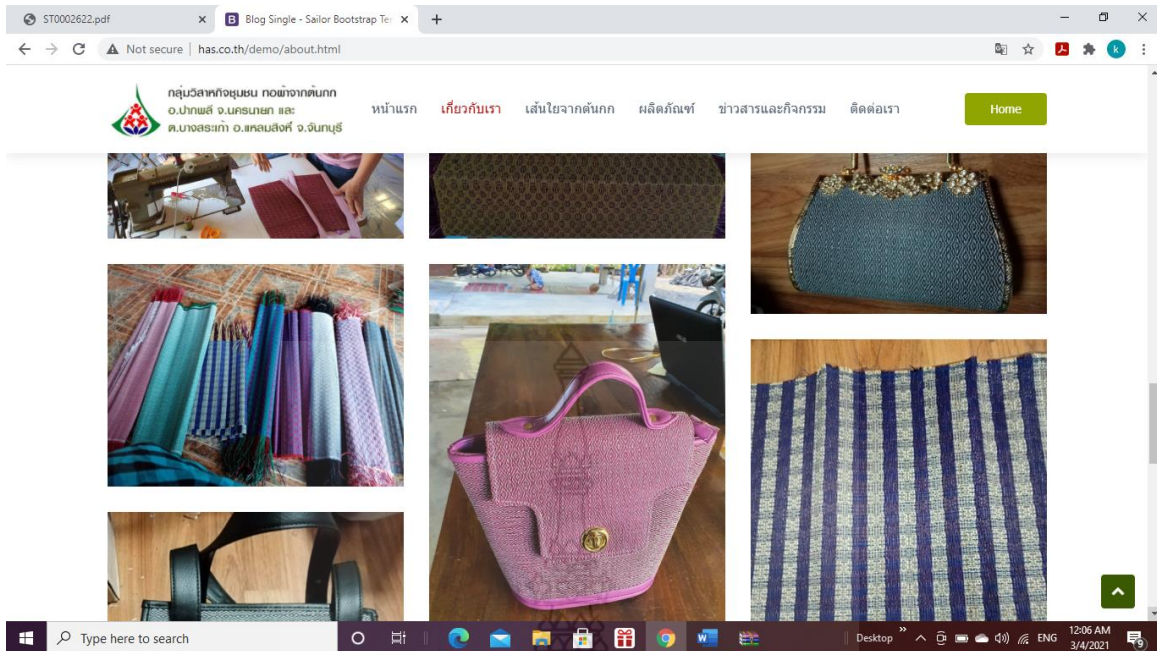 ST0002622.pdf
Blog Single - Sailor Bootstrap Te
Not secure | has.co.th/demo/about.html
กลุ่มวิสาหกิจชุมชน ทอผ้าจากต้นกก
อ.ปากพลี จ.นครนายก และ
ต.บางสระเก้า อ.แหลมสิงห์ จ.จันทบุรี
หน้าแรก เกี่ยวกับเรา เส้นใยจากต้นกก ผลิตภัณฑ์ ข่าวสารและกิจกรรม ติดต่อเรา Home
Type here to search
Desktop ENG 12:06 AM
3/4/2021